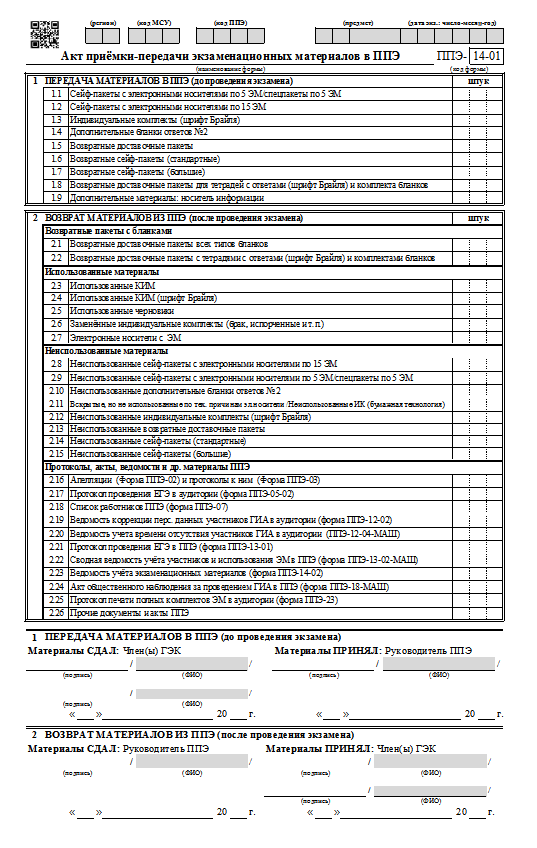 (регион) (код МСУ) (код ППЭ) (предмет) (дата экз.: число-месяц-год)
Акт приёмки-передачи экзаменационных материалов в ППЭ ППЭ- 14-01
(наименование формы) (код формы)
1 ПЕРЕДАЧА МАТЕРИАЛОВ В ППЭ (до проведения экзамена) штук
1.1 Сейф-пакеты с электронными носителями по 5 ЭМ/спецпакеты по 5 ЭМ
1.2 Сейф-пакеты с электронными носителями по 15 ЭМ
1.3 Индивидуальные комплекты (шрифт Брайля)
1.4 Дополнительные бланки ответов №2
1.5 Возвратные доставочные пакеты
1.6 Возвратные сейф-пакеты (стандартные)
1.7 Возвратные сейф-пакеты (большие)
1.8 Возвратные доставочные пакеты для тетрадей с ответами (шрифт Брайля) и комплекта бланков
1.9 Дополнительные материалы: носитель информации
2 ВОЗВРАТ МАТЕРИАЛОВ ИЗ ППЭ (после проведения экзамена) штук
Возвратные пакеты с бланками
2.1 Возвратные доставочные пакеты всех типов бланков
2.2 Возвратные доставочные пакеты с тетрадями с ответами (шрифт Брайля) и комплектами бланков
Использованные материалы
2.3 Использованные КИМ
2.4 Использованные КИМ (шрифт Брайля)
2.5 Использованные черновики
2.6 Заменённые индивидуальные комплекты (брак, испорченные и т. п.)
2.7 Электронные носители с ЭМ
Неиспользованные материалы
2.8 Неиспользованные сейф-пакеты с электронными носителями по 15 ЭМ
2.9 Неиспользованные сейф-пакеты с электронными носителями по 5 ЭМ/спецпакеты по 5 ЭМ
2.10 Неиспользованные дополнительные бланки ответов №2
2.11 Вскрытые, но не использованные по тех. причинам эл.носители /Неиспользованные ИК (бумажная технология)
2.12 Неиспользованные индивидуальные комплекты (шрифт Брайля)
2.13 Неиспользованные возвратные доставочные пакеты
2.14 Неиспользованные сейф-пакеты (стандартные)
2.15 Неиспользованные сейф-пакеты (большие)
Протоколы, акты, ведомости и др. материалы ППЭ
2.16 Апелляции (Форма ППЭ-02) и протоколы к ним (Форма ППЭ-03)
2.17 Протокол проведения ЕГЭ в аудитории (форма ППЭ-05-02)
2.18 Список работников ППЭ (форма ППЭ-07)
2.19 Ведомость коррекции перс. данных участников ГИА в аудитории (форма ППЭ-12-02)
2.20 Ведомость учета времени отсутствия участников ГИА в аудитории (ППЭ-12-04-МАШ)
2.21 Протокол проведения ЕГЭ в ППЭ (форма ППЭ-13-01)
2.22 Сводная ведомость учёта участников и использования ЭМ в ППЭ (форма ППЭ-13-02-МАШ)
2.23 Ведомость учёта экзаменационных материалов (форма ППЭ-14-02)
2.24 Акт общественного наблюдения за проведением ГИА в ППЭ (форма ППЭ-18-МАШ)
2.25 Протокол печати полных комплектов ЭМ в аудитории (форма ППЭ-23)
2.26 Прочие документы и акты ППЭ
1 ПЕРЕДАЧА МАТЕРИАЛОВ В ППЭ (до проведения экзамена)
Материалы СДАЛ: Член(ы) ГЭК Материалы ПРИНЯЛ: Руководитель ППЭ
/ / / /
(подпись) (ФИО) (подпись) (ФИО)
/ /
(подпись) (ФИО)
« __ » ________ 20 __ г. « __ » ________ 20 __ г.
2 ВОЗВРАТ МАТЕРИАЛОВ ИЗ ППЭ (после проведения экзамена)
Материалы СДАЛ: Руководитель ППЭ Материалы ПРИНЯЛ: Член(ы) ГЭК
/ / / /
(подпись) (ФИО) (подпись) (ФИО)
/ /
(подпись) (ФИО)
« __ » ________ 20 __ г. « __ » ________ 20 __ г.